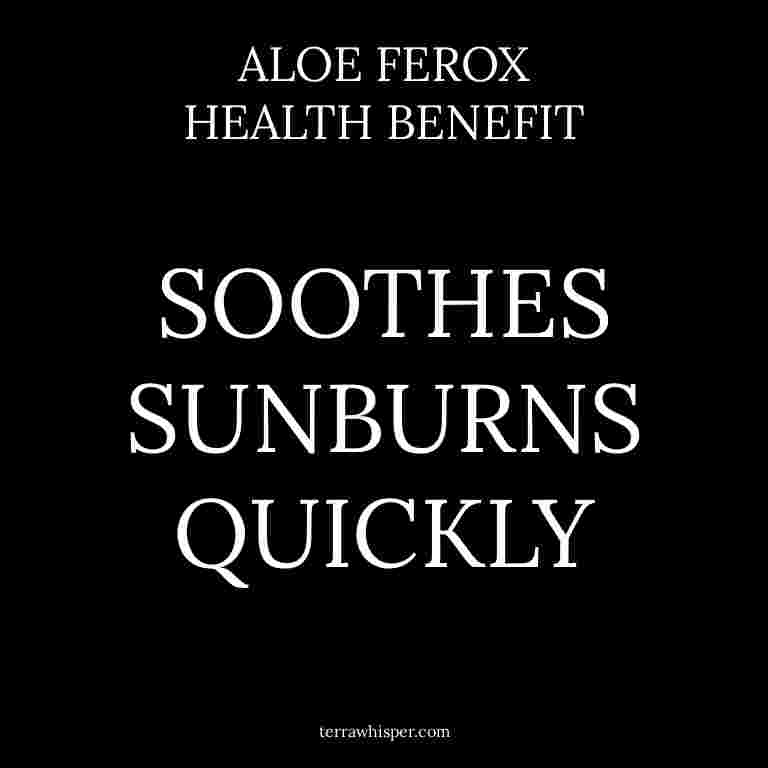 ALOE FEROX
HEALTH BENEFIT
SOOTHES
SUNBURNS
QUICKLY
terrawhisper.com